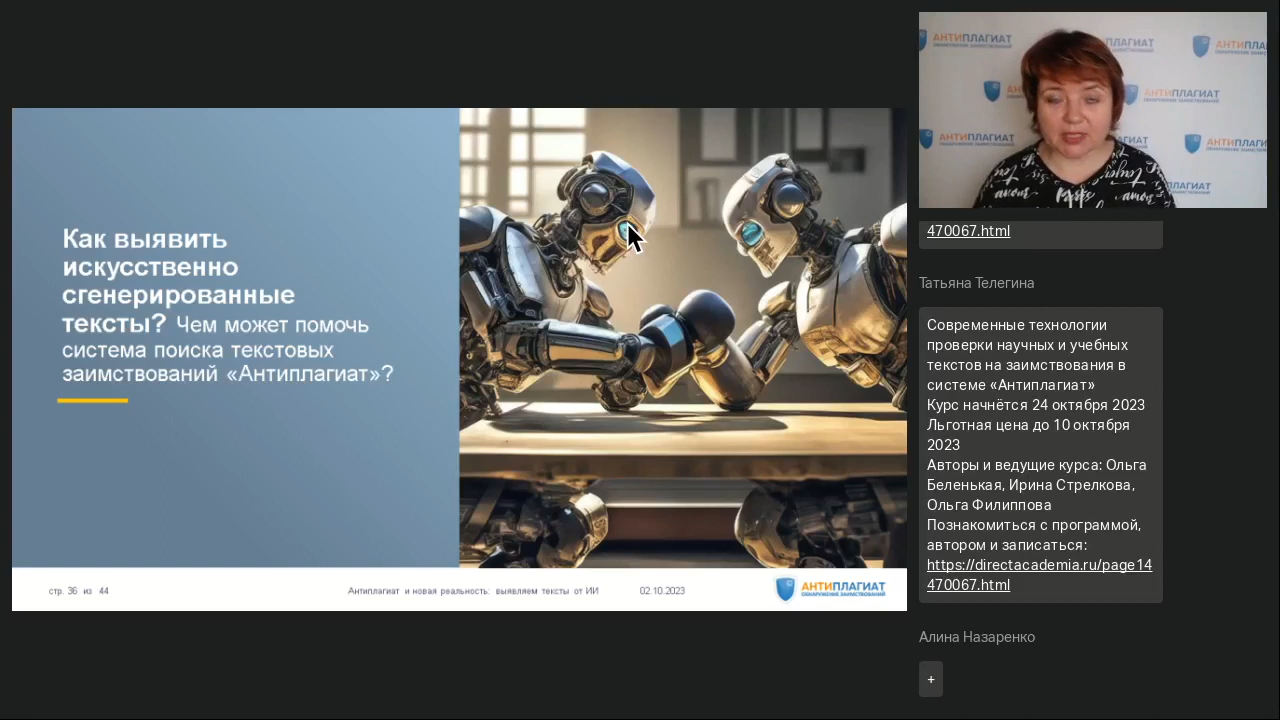 Как выявить
искусственно
сгенерированные
тексты? Чем может помочь
система поиска текстовых
заимствований «Антиплагиат»?
стр. 36 из 44
Антиплагиат и новая реальность: выявляем тексты от ИИ
02.10.2023
АНТИПЛАГИАТ
ОБНАРУЖЕНИЕ ЗАИМСТВОВАНИЙ
470067.html
Татьяна Телегина
Современные технологии
проверки научных и учебных
текстов на заимствования в
системе «Антиплагиат»
Курс начнётся 24 октября 2023
Льготная цена до 10 октября
2023
Авторы и ведущие курса: Ольга
Беленькая, Ирина Стрелкова,
Ольга Филиппова
Познакомиться с программой,
автором и записаться:
https://directacademia.ru/page14
470067.html
Алина Назаренко
+